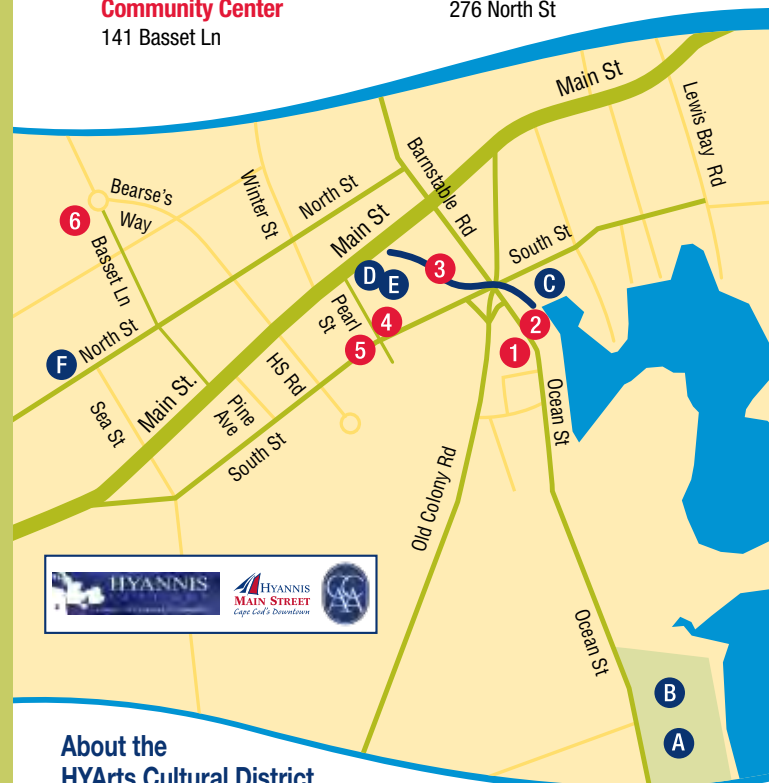 Community Center
141 Basset Ln
276 North St
Main St
Lewis Bay Rd
Barnstable Rd
Bearse's
Way
Winter St
North St
Main St
South St
6
Basset Ln
3
D
E
C
Pearl
St
4
2
5
1
North St
F
HS Rd
Main St.
Pine
Ave
Sea St
South St
Ocean St
Old Colony Rd
HYANNIS
HYANNIS
MAIN STREET
Cape Cod's Downtown
Ocean St
B
A
About the
HYArts Cultural District